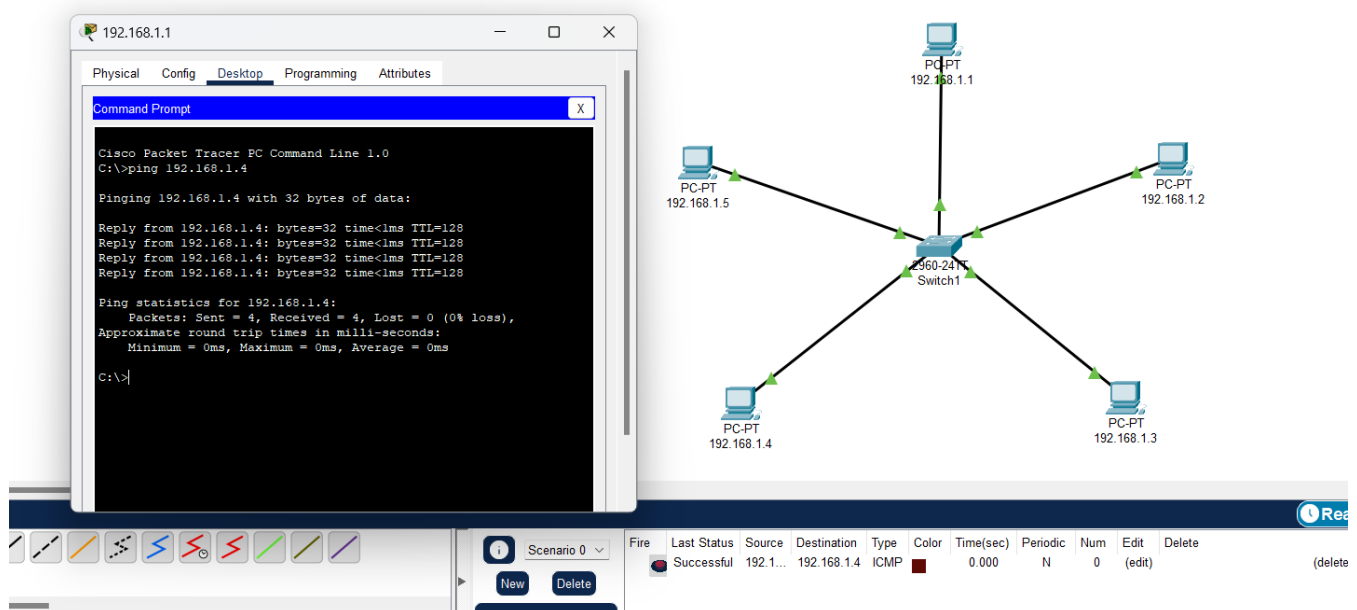 192.168.1.1
Physical Config Desktop Programming Attributes
Command Prompt X
Cisco Packet Tracer PC Command Line 1.0
C:\>ping 192.168.1.4
Pinging 192.168.1.4 with 32 bytes of data:
Reply from 192.168.1.4: bytes=32 time<1ms TTL=128
Reply from 192.168.1.4: bytes=32 time<1ms TTL=128
Reply from 192.168.1.4: bytes=32 time<1ms TTL=128
Reply from 192.168.1.4: bytes=32 time<1ms TTL=128
Ping statistics for 192.168.1.4:
Packets: Sent = 4, Received = 4, Lost = 0 (0% loss),
Approximate round trip times in milli-seconds:
Minimum = 0ms, Maximum = 0ms, Average = 0ms
C:\>
PC-PT
192.168.1.1
PC-PT
192.168.1.5
PC-PT
192.168.1.2
2960-24TT
Switch1
PC-PT
192.168.1.4
PC-PT
192.168.1.3
Rea
Scenario 0
New Delete
Fire Last Status Source Destination Type Color Time(sec) Periodic Num Edit Delete
Successful 192.1... 192.168.1.4 ICMP 0.000 N 0 (edit) (delete